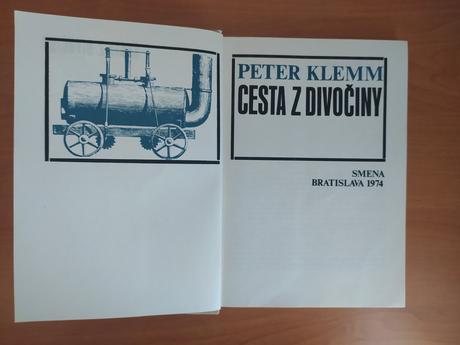 PETER KLEMM
CESTA Z DIVOČINY
SMENA
BRATISLAVA 1974